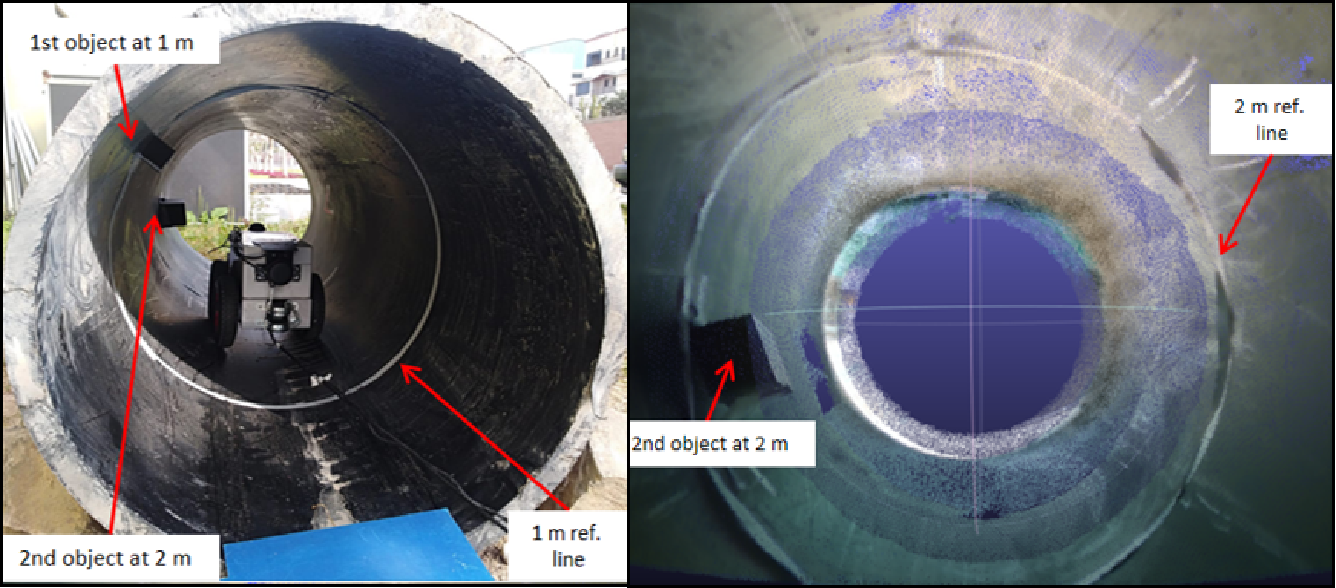 1st object at 1 m
2nd object at 2 m
1 m ref.
line
2 m ref.
line
2nd object at 2 m